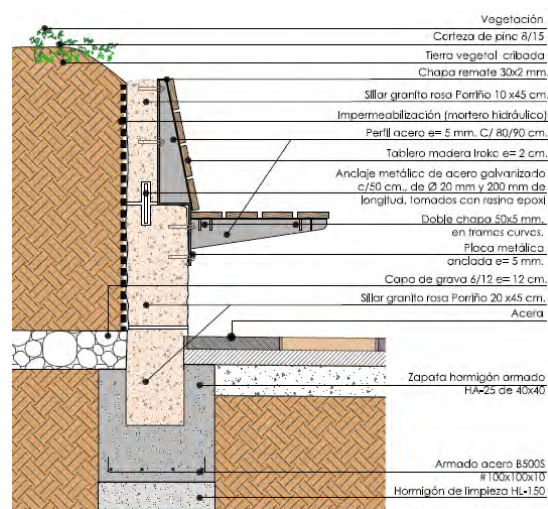 Vegetación
Corteza de pino 8/15
Tierra vegetal cribada
Chapa remate 30x2 mm.
Sillar granito rosa Porriño 10 x45 cm.
Impermeabilización (mortero hidráulico)
Perfil acero e= 5 mm. C/ 80/90 cm.
Tablero madera Iroko e= 2 cm.
Anclaje metálico de acero galvanizado
c/50 cm., de Ø 20 mm y 200 mm de
longitud, tomados con resina epoxi
Doble chapa 50x5 mm.
en tramos curvos.
Placa metálica
anclada e= 5 mm.
Capa de grava 6/12 e= 12 cm.
Sillar granito rosa Porriño 20 x45 cm.
Acera
Zapata hormigón armado
HA-25 de 40x40
Armado acero B500S
#100x100x10
Hormigón de limpieza HL-150